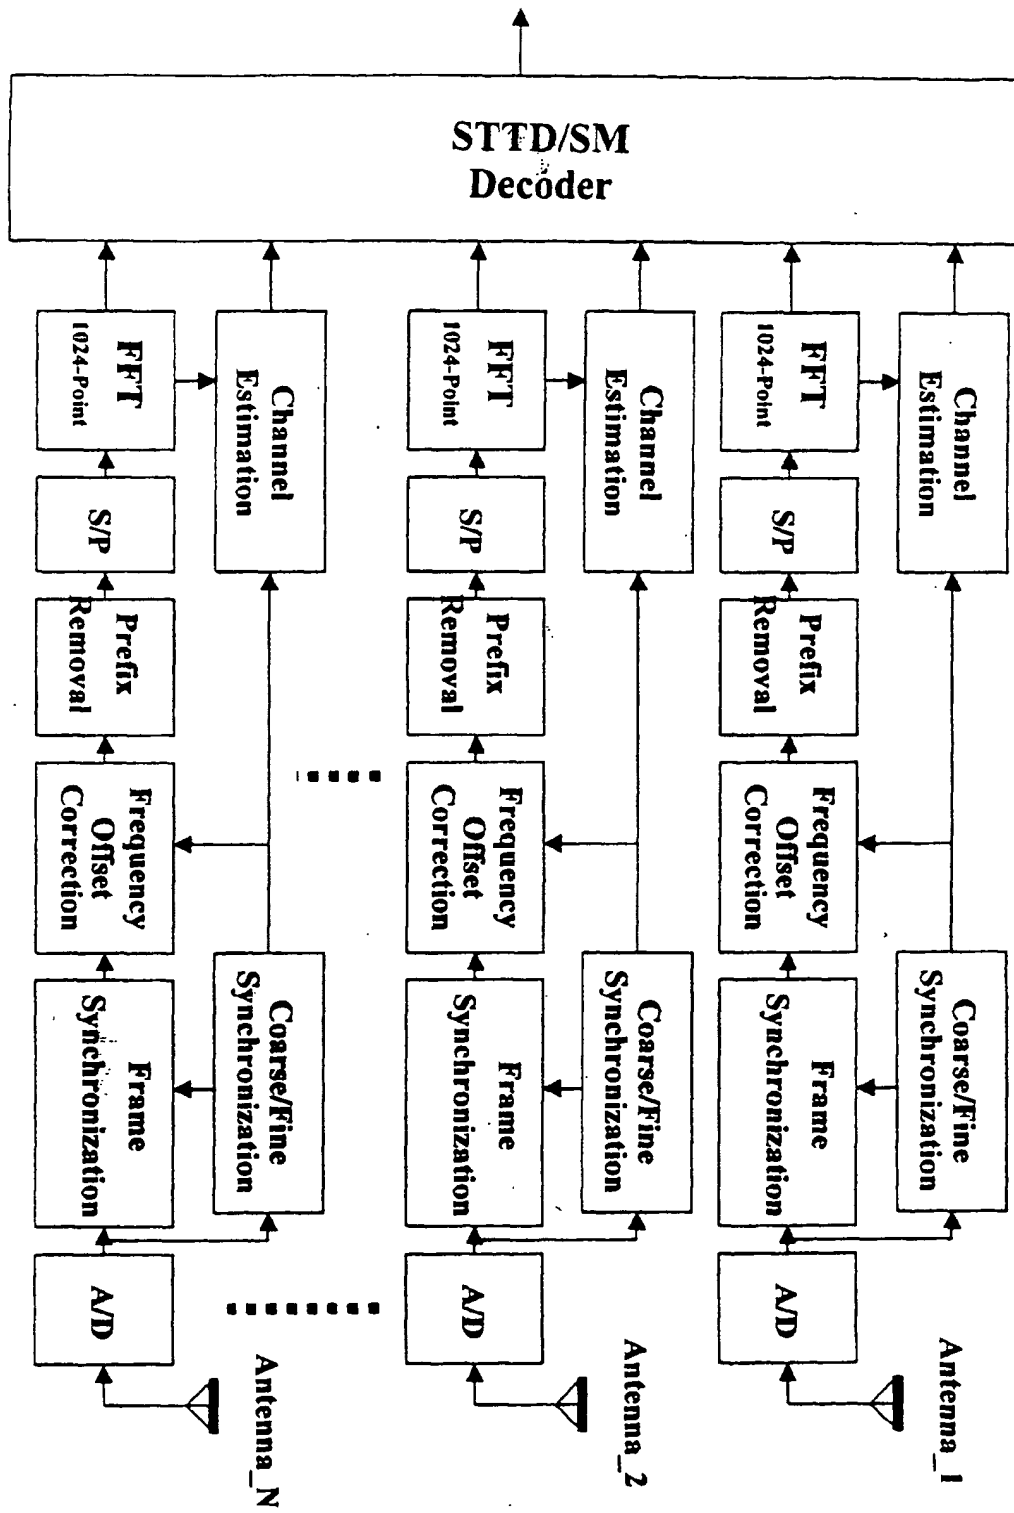 STTD/SM
Decoder
Channel
Estimation
FFT
1024-Point
S/P
Prefix
Removal
Frequency
Offset
Correction
Coarse/Fine
Synchronization
Frame
Synchronization
A/D
Antenna_1
Channel
Estimation
FFT
1024-Point
S/P
Prefix
Removal
Frequency
Offset
Correction
Coarse/Fine
Synchronization
Frame
Synchronization
A/D
Antenna_2
Channel
Estimation
FFT
1024-Point
S/P
Prefix
Removal
Frequency
Offset
Correction
Coarse/Fine
Synchronization
Frame
Synchronization
A/D
Antenna_N